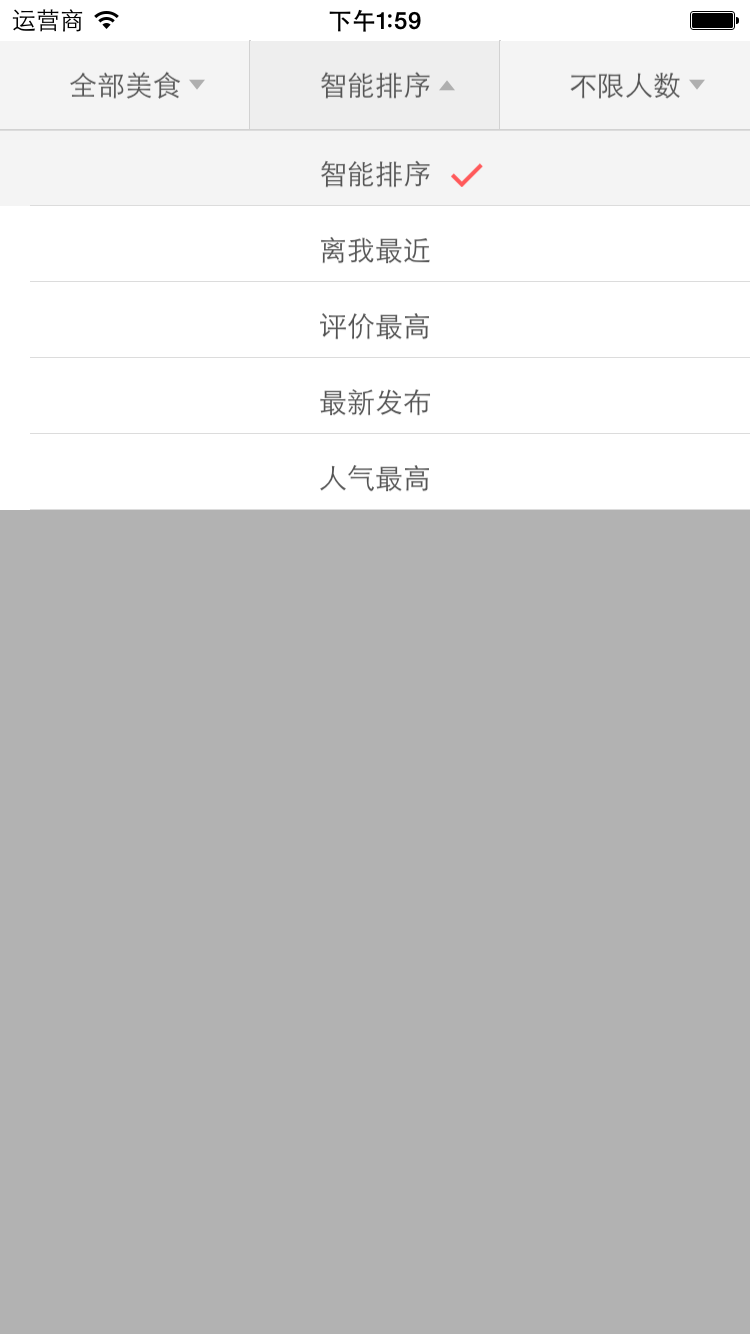 运营商 下午1:59
全部美食 智能排序 不限人数
智能排序
离我最近
评价最高
最新发布
人气最高